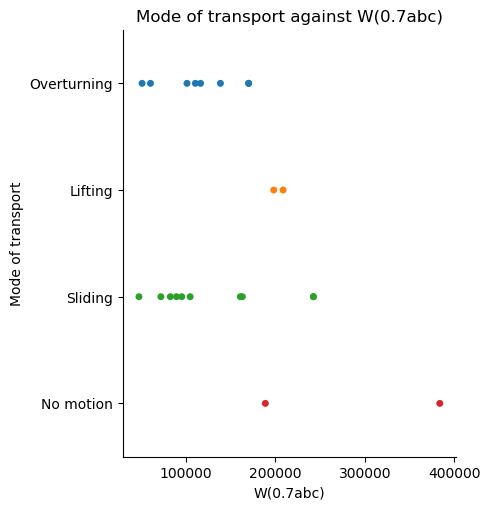 Mode of transport against W(0.7abc)
Overturning
Lifting
Sliding
No motion
Mode of transport
100000 200000 300000 400000
W(0.7abc)